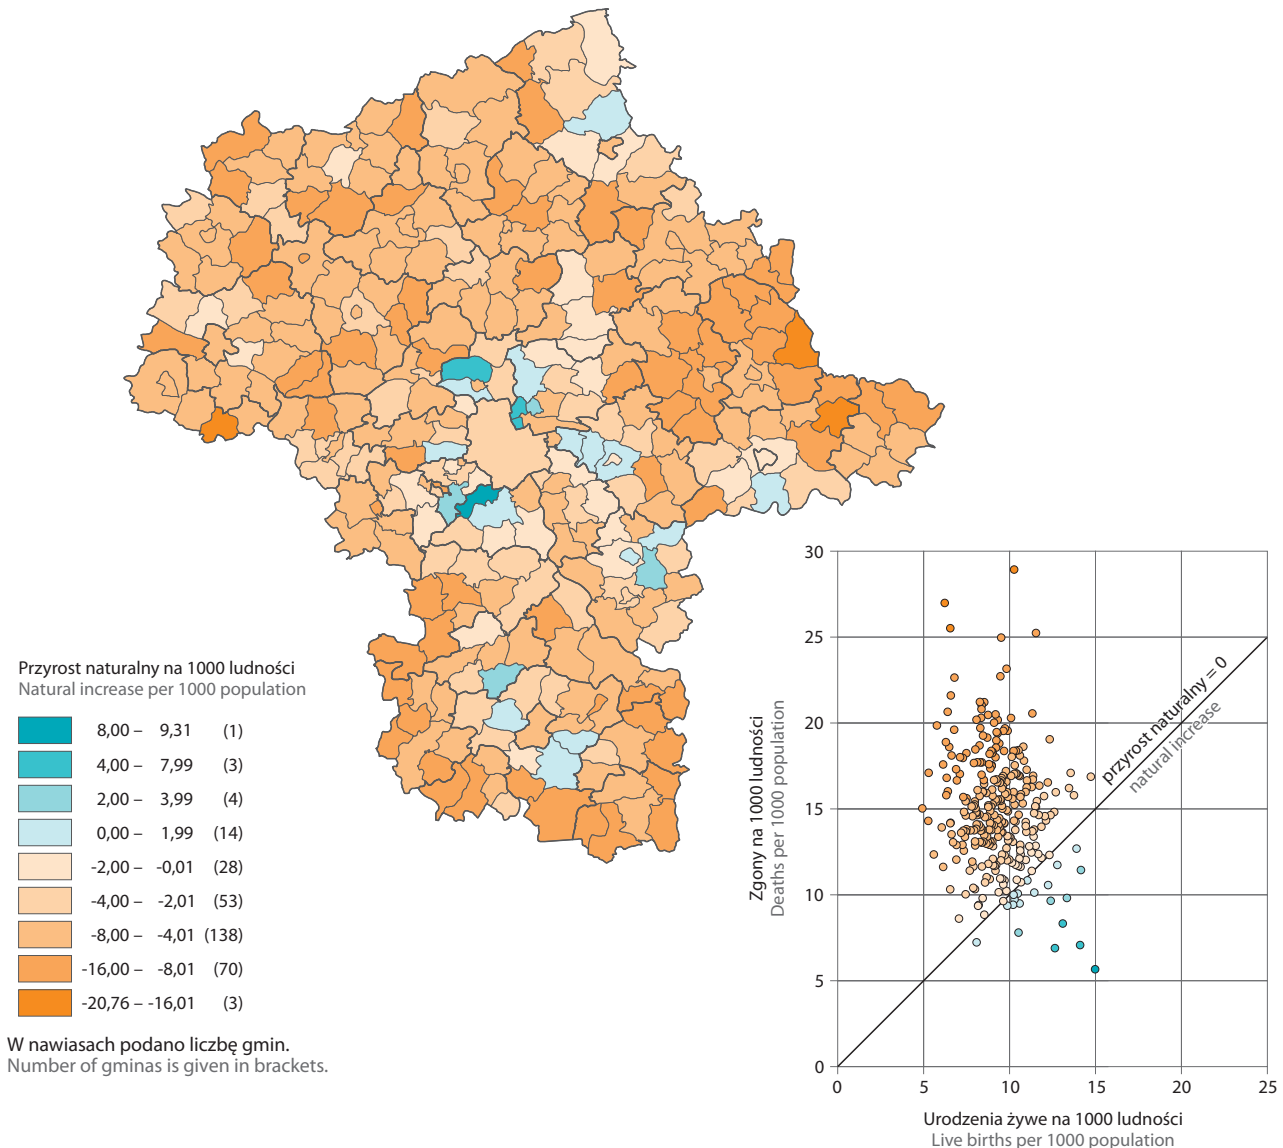 Przyrost naturalny na 1000 ludności
Natural increase per 1000 population
8,00 – 9,31 (1)
4,00 – 7,99 (3)
2,00 – 3,99 (4)
0,00 – 1,99 (14)
-2,00 – -0,01 (28)
-4,00 – -2,01 (53)
-8,00 – -4,01 (138)
-16,00 – -8,01 (70)
-20,76 – -16,01 (3)
W nawiasach podano liczbę gmin.
Number of gminas is given in brackets.
30
25
20
15
10
5
0
Zgony na 1000 ludności
Deaths per 1000 population
przyrost naturalny = 0
natural increase
0 5 10 15 20 25
Urodzenia żywe na 1000 ludności
Live births per 1000 population